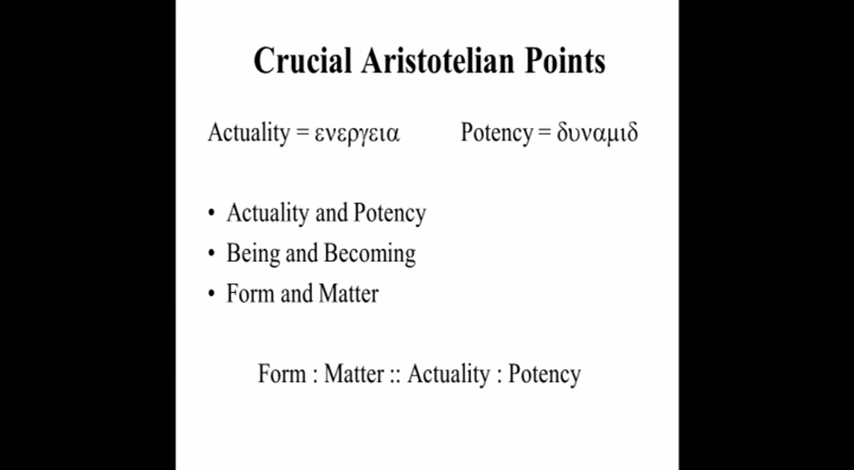 Crucial Aristotelian Points
Actuality = ενεργεια Potency = δυναμιδ
• Actuality and Potency
• Being and Becoming
• Form and Matter
Form : Matter :: Actuality : Potency